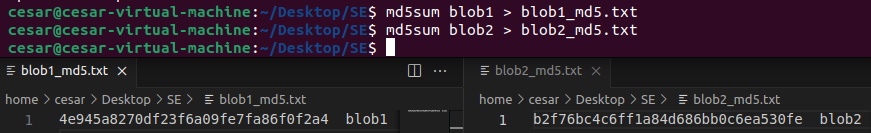 cesar@cesar-virtual-machine:~/Desktop/SE$ md5sum blob1 > blob1_md5.txt
cesar@cesar-virtual-machine:~/Desktop/SE$ md5sum blob2 > blob2_md5.txt
cesar@cesar-virtual-machine:~/Desktop/SE$
blob1_md5.txt ×
home > cesar > Desktop > SE > blob1_md5.txt
1 4e945a8270df23f6a09fe7fa86f0f2a4 blob1
blob2_md5.txt ×
home > cesar > Desktop > SE > blob2_md5.txt
1 b2f76bc4c6ff1a84d686bb0c6ea530fe blob2